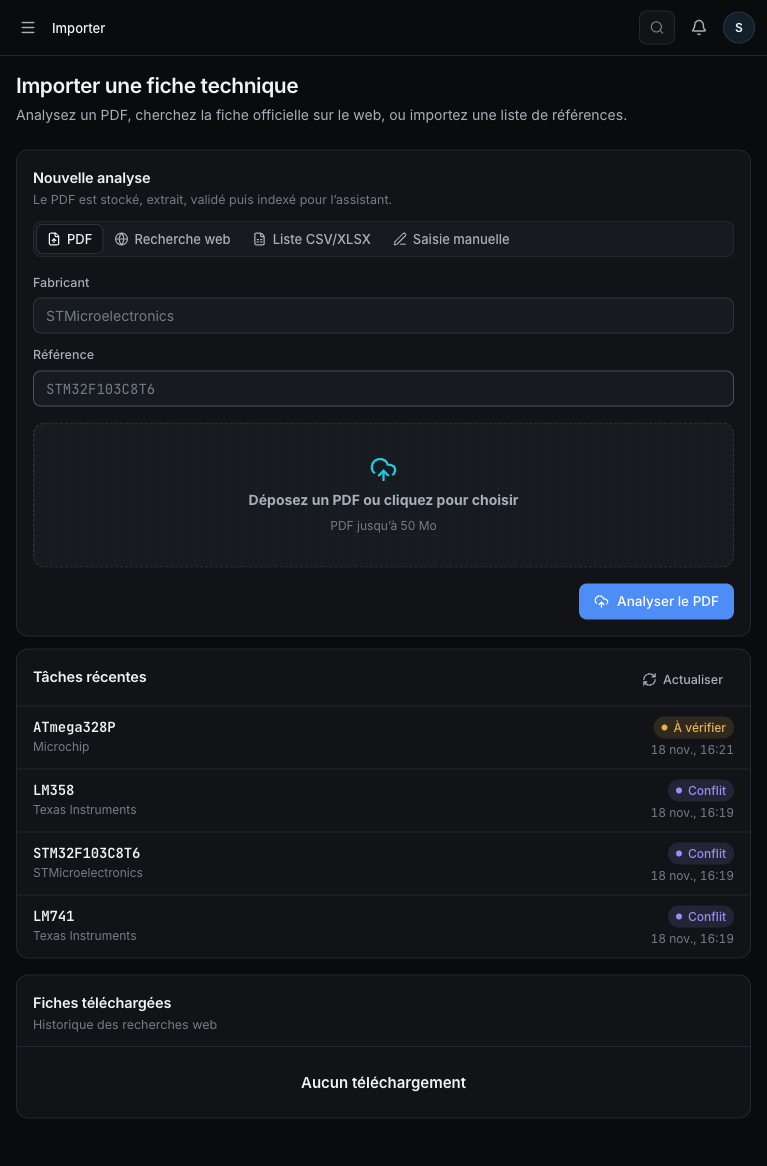 Importer
S
Importer une fiche technique
Analysez un PDF, cherchez la fiche officielle sur le web, ou importez une liste de références.
Nouvelle analyse
Le PDF est stocké, extrait, validé puis indexé pour l’assistant.
PDF
Recherche web
Liste CSV/XLSX
Saisie manuelle
Fabricant
STMicroelectronics
Référence
STM32F103C8T6
Déposez un PDF ou cliquez pour choisir
PDF jusqu’à 50 Mo
Analyser le PDF
Tâches récentes
Actualiser
ATmega328P
À vérifier
Microchip
18 nov., 16:21
LM358
Conflit
Texas Instruments
18 nov., 16:19
STM32F103C8T6
Conflit
STMicroelectronics
18 nov., 16:19
LM741
Conflit
Texas Instruments
18 nov., 16:19
Fiches téléchargées
Historique des recherches web
Aucun téléchargement